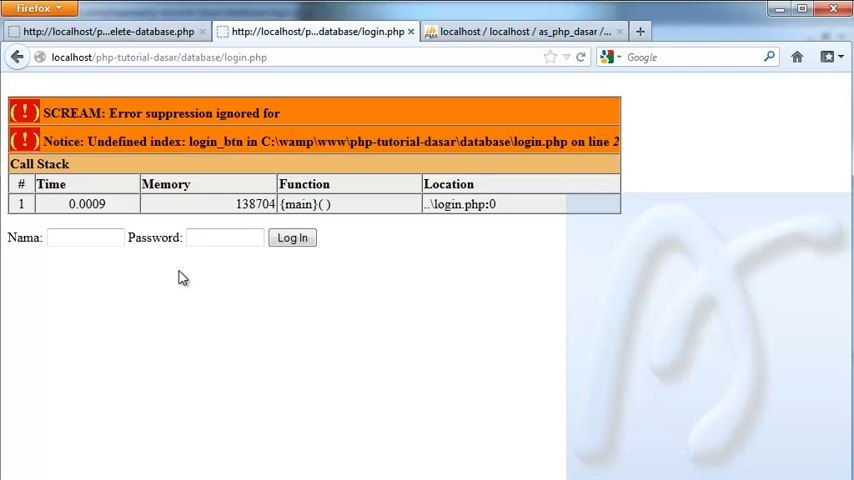 Firefox
http://localhost/p...elete-database.php
http://localhost/p...database/login.php
PMA
localhost / localhost / as_php_dasar /...
localhost/php-tutorial-dasar/database/login.php
Google
( ! ) SCREAM: Error suppression ignored for
( ! ) Notice: Undefined index: login_btn in C:\wamp\www\php-tutorial-dasar\database\login.php on line 2
Call Stack
# Time Memory Function Location
1 0.0009 138704 {main}( ) ..\login.php:0
Nama: Password: Log In